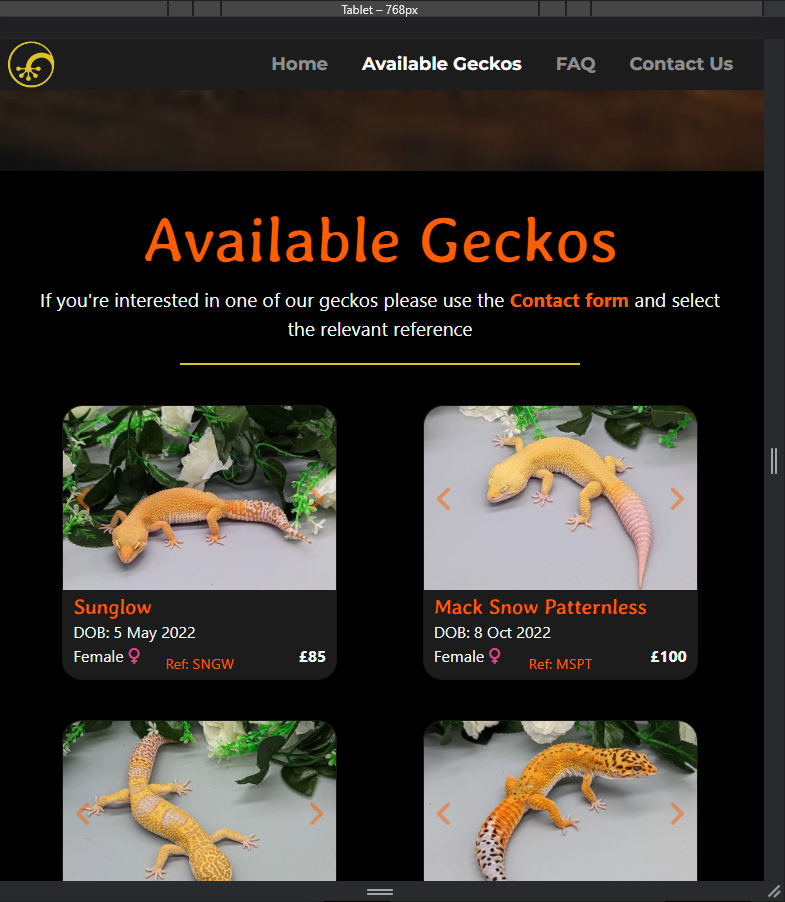 Tablet – 768px
Home Available Geckos FAQ Contact Us
Available Geckos
If you're interested in one of our geckos please use the Contact form and select
the relevant reference
Sunglow
DOB: 5 May 2022
Female ♀ Ref: SNGW £85
Mack Snow Patternless
DOB: 8 Oct 2022
Female ♀ Ref: MSPT £100